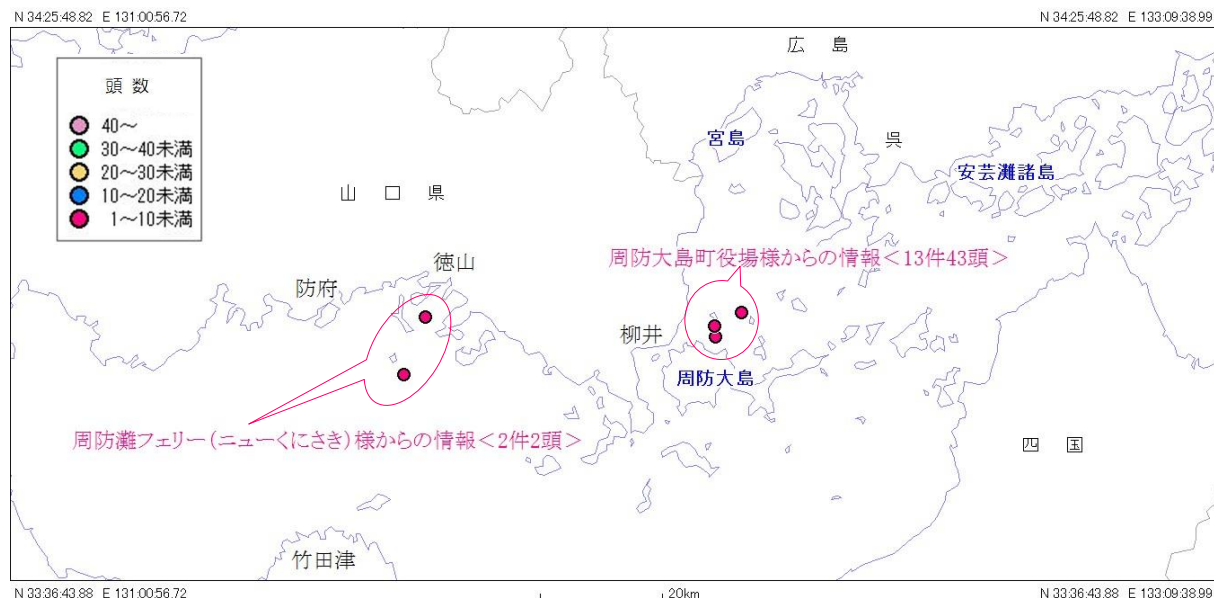 N 34:25:48.82 E 131:00:56.72
N 34:25:48.82 E 133:09:38.99
広 島
頭 数
40～
30～40未満
20～30未満
10～20未満
1～10未満
宮島
呉
安芸灘諸島
山 口 県
周防大島町役場様からの情報＜13件43頭＞
徳山
防府
柳井
周防大島
周防灘フェリー(ニューくにさき)様からの情報＜2件2頭＞
四 国
竹田津
N 33:36:43.88 E 131:00:56.72
20km
N 33:36:43.88 E 133:09:38.99